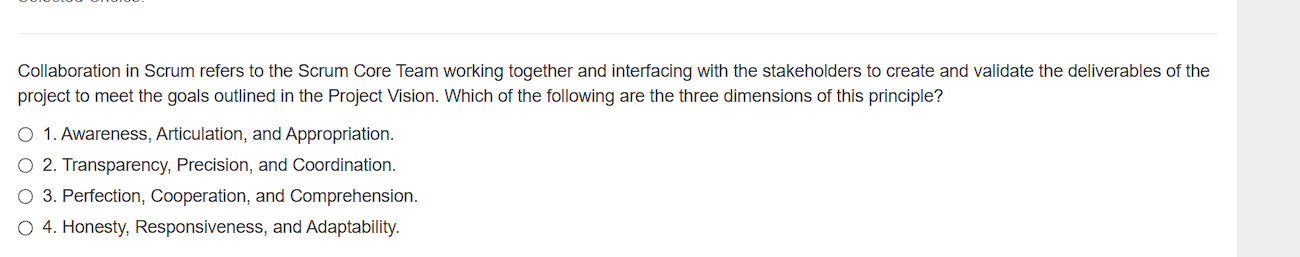 Collaboration in Scrum refers to the Scrum Core Team working together and interfacing with the stakeholders to create and validate the deliverables of the
project to meet the goals outlined in the Project Vision. Which of the following are the three dimensions of this principle?
1. Awareness, Articulation, and Appropriation.
2. Transparency, Precision, and Coordination.
3. Perfection, Cooperation, and Comprehension.
4. Honesty, Responsiveness, and Adaptability.